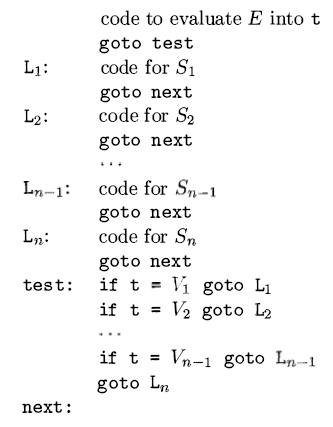 code to evaluate E into t
goto test
L₁: code for S₁
goto next
L₂: code for S₂
goto next
...
Lₙ₋₁: code for Sₙ₋₁
goto next
Lₙ: code for Sₙ
goto next
test: if t = V₁ goto L₁
if t = V₂ goto L₂
...
if t = Vₙ₋₁ goto Lₙ₋₁
goto Lₙ
next: